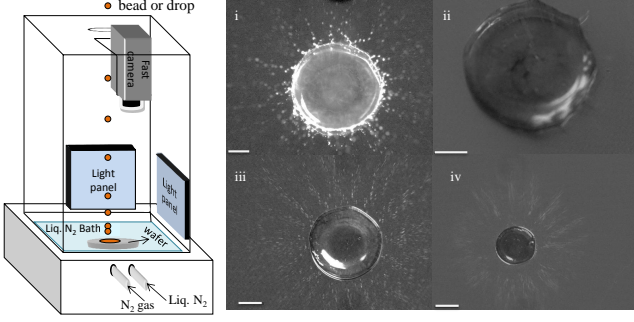 bead or drop
Fast
camera
Light
panel
Light
panel
Liq. N₂ Bath
wafer
N₂ gas
Liq. N₂
i
ii
iii
iv